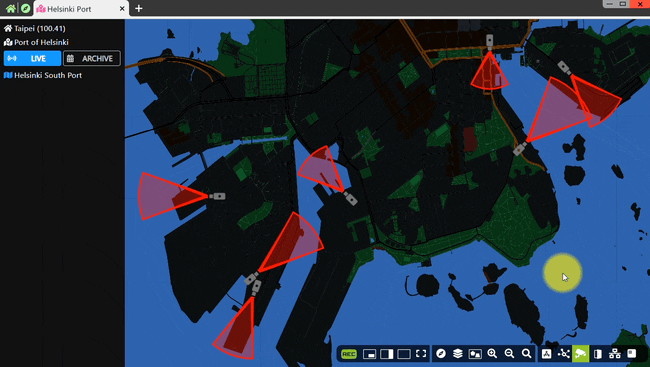 Helsinki Port
Taipei (100.41)
Port of Helsinki
LIVE
ARCHIVE
Helsinki South Port
REC